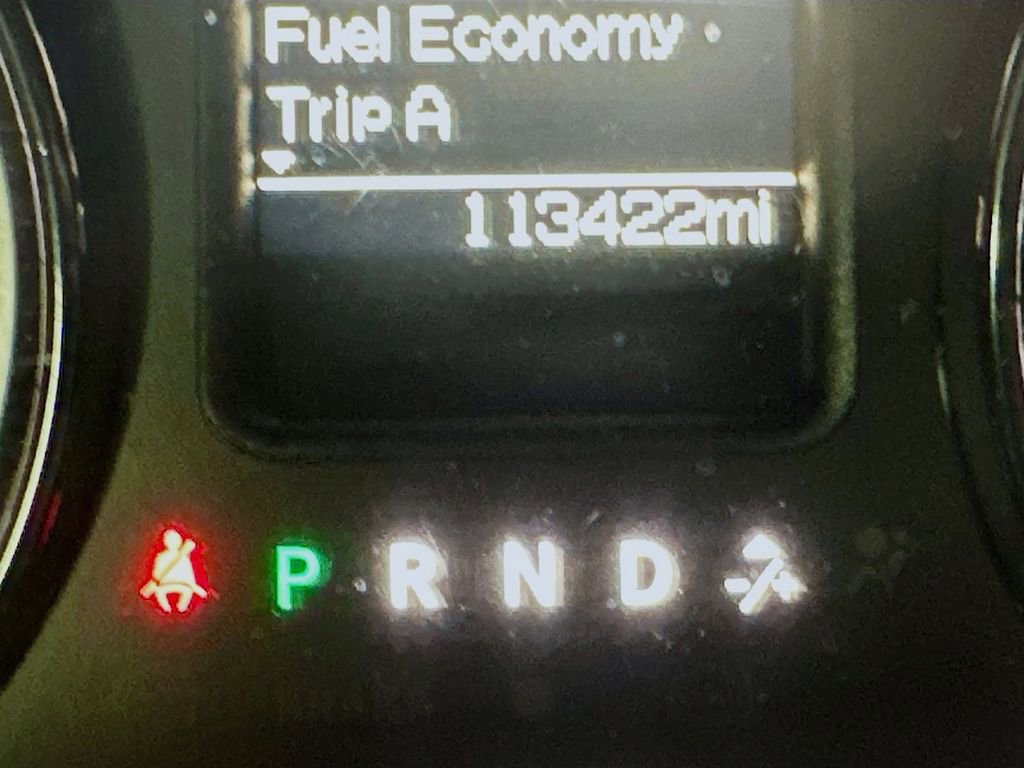 Fuel Economy
Trip A
113422mi
P R N D